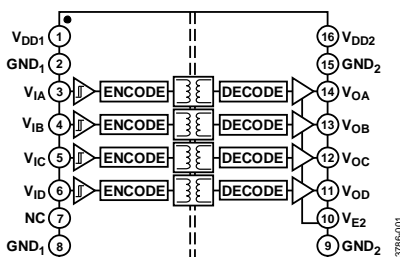 VDD1 1 16 VDD2
GND1 2 15 GND2
VIA 3 ENCODE DECODE 14 VOA
VIB 4 ENCODE DECODE 13 VOB
VIC 5 ENCODE DECODE 12 VOC
VID 6 ENCODE DECODE 11 VOD
NC 7 10 VE2
GND1 8 9 GND2
3786-001